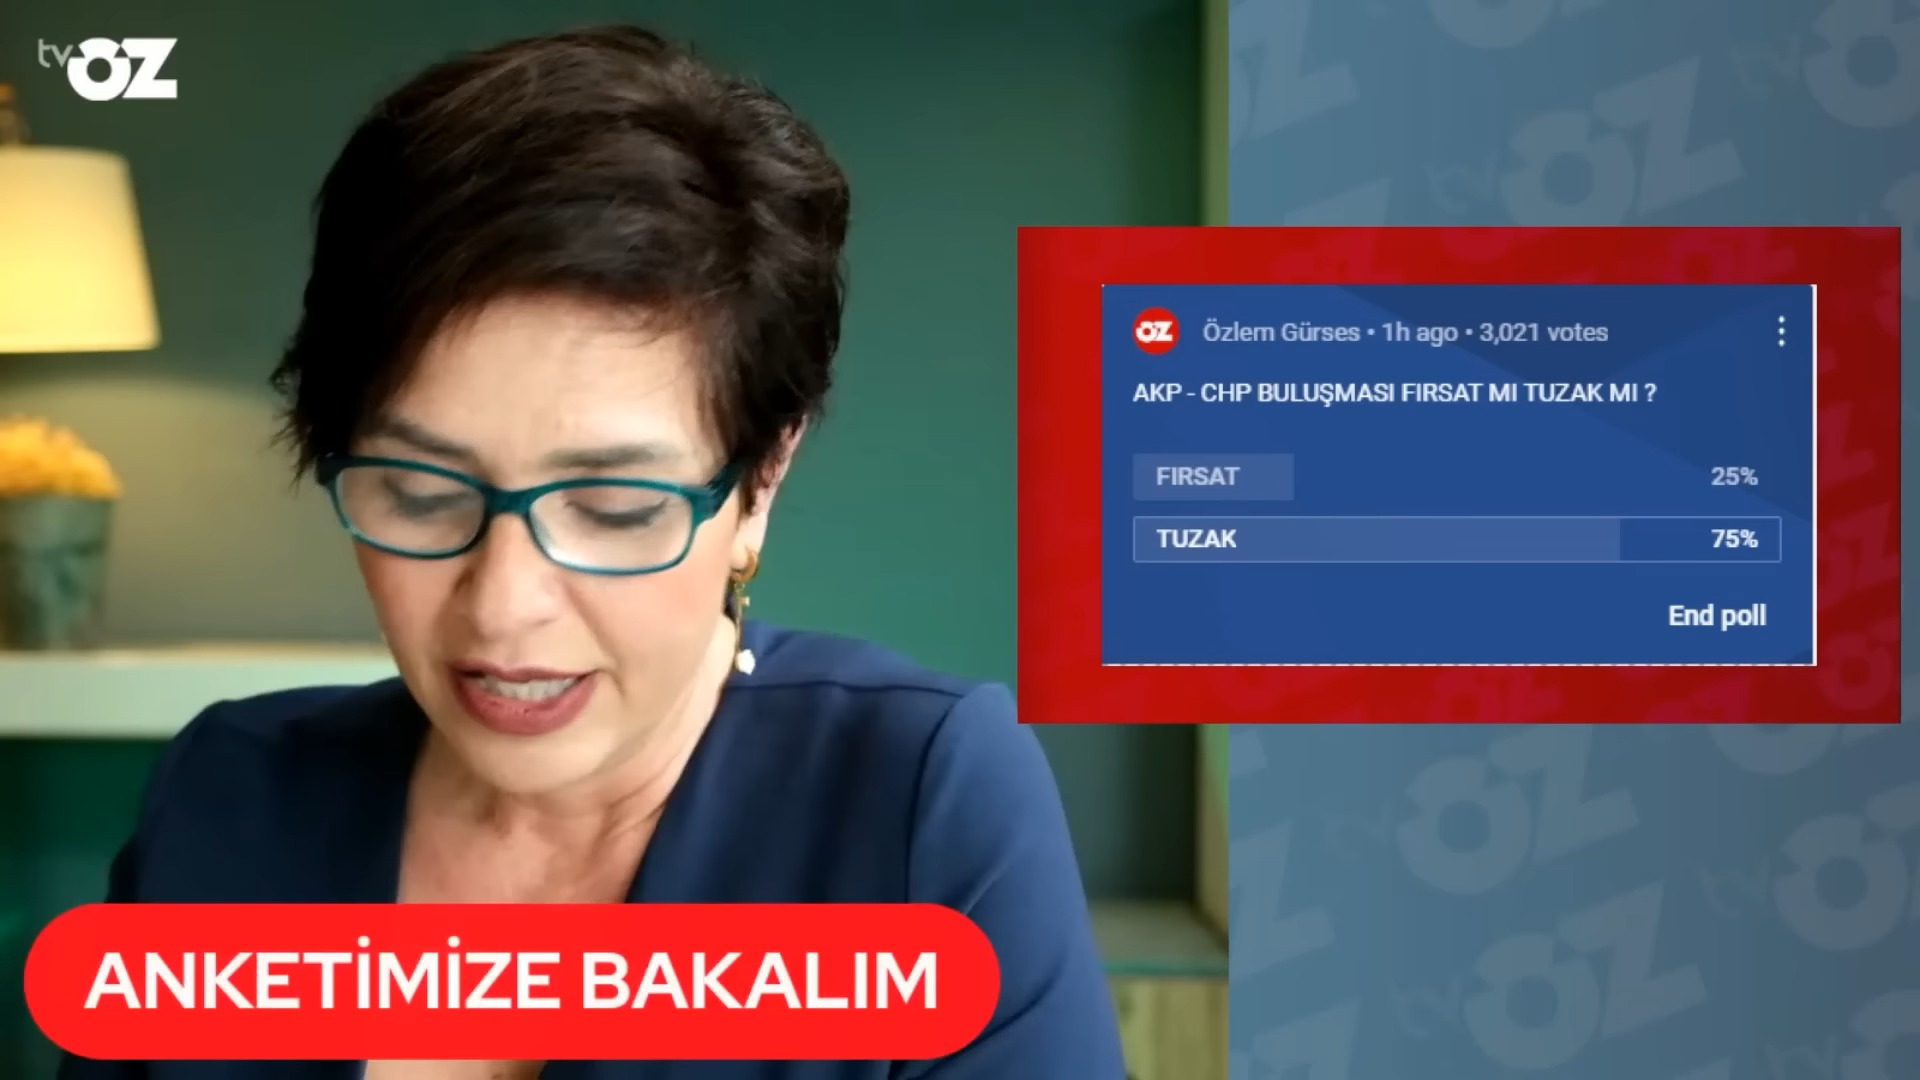 tv ÖZ
ÖZ Özlem Gürses • 1h ago • 3,021 votes
AKP - CHP BULUŞMASI FIRSAT MI TUZAK MI ?
FIRSAT 25%
TUZAK 75%
End poll
ANKETİMİZE BAKALIM